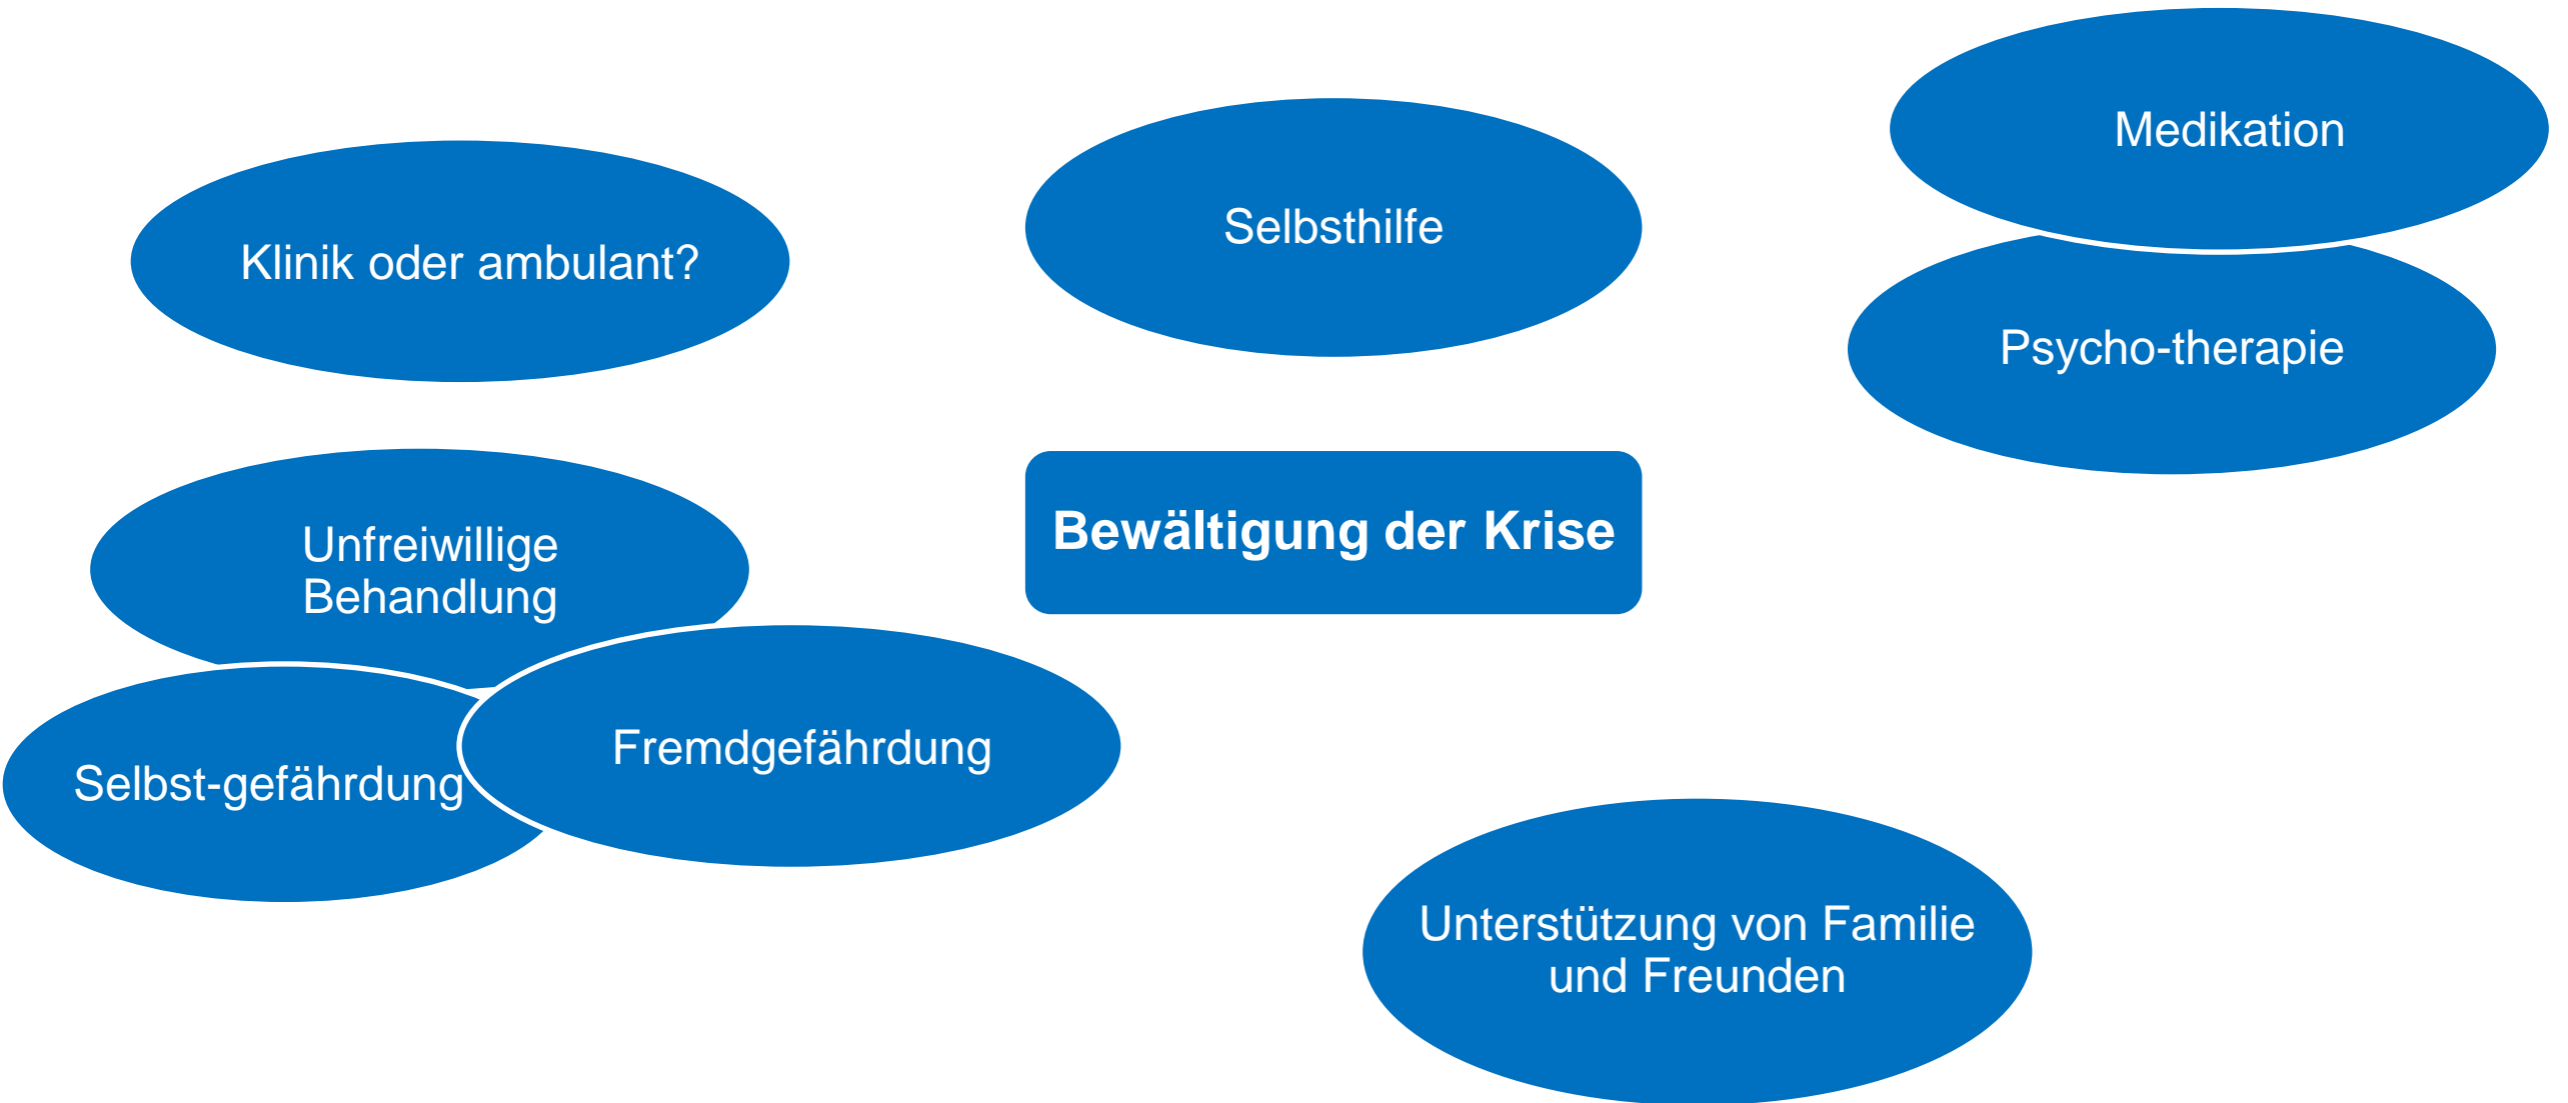 Medikation
Selbsthilfe
Klinik oder ambulant?
Psycho-therapie
Bewältigung der Krise
Unfreiwillige
Behandlung
Fremdgefährdung
Selbst-gefährdung
Unterstützung von Familie
und Freunden